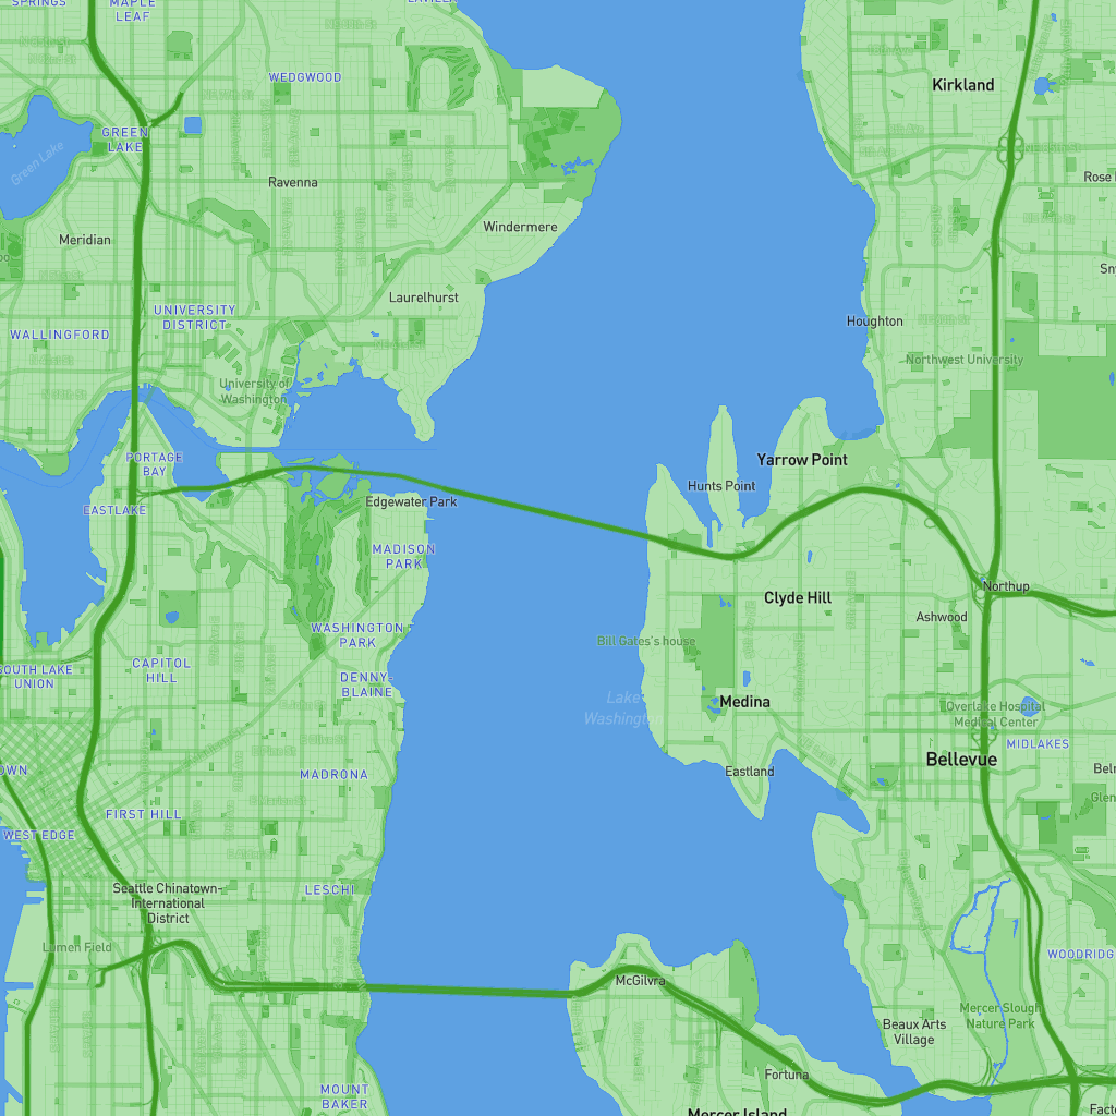 SPRINGS
MAPLE
LEAF
WEDGWOOD
Kirkland
GREEN
LAKE
Green Lake
Ravenna
Rose
Meridian
Windermere
UNIVERSITY
DISTRICT
Laurelhurst
WALLINGFORD
Houghton
Northwest University
University of
Washington
PORTAGE
BAY
Yarrow Point
Hunts Point
EASTLAKE
Edgewater Park
MADISON
PARK
Northup
Clyde Hill
Ashwood
WASHINGTON
PARK
Bill Gates's house
CAPITOL
HILL
SOUTH LAKE
UNION
DENNY-
BLAINE
Lake
Washington
Medina
Overlake Hospital
Medical Center
MIDLAKES
Bellevue
MADRONA
Eastland
FIRST HILL
WEST EDGE
LESCHI
Seattle Chinatown-
International
District
Lumen Field
WOODRIDG
McGilvra
Mercer Slough
Nature Park
Beaux Arts
Village
Fortuna
MOUNT
BAKER
Mercer Island